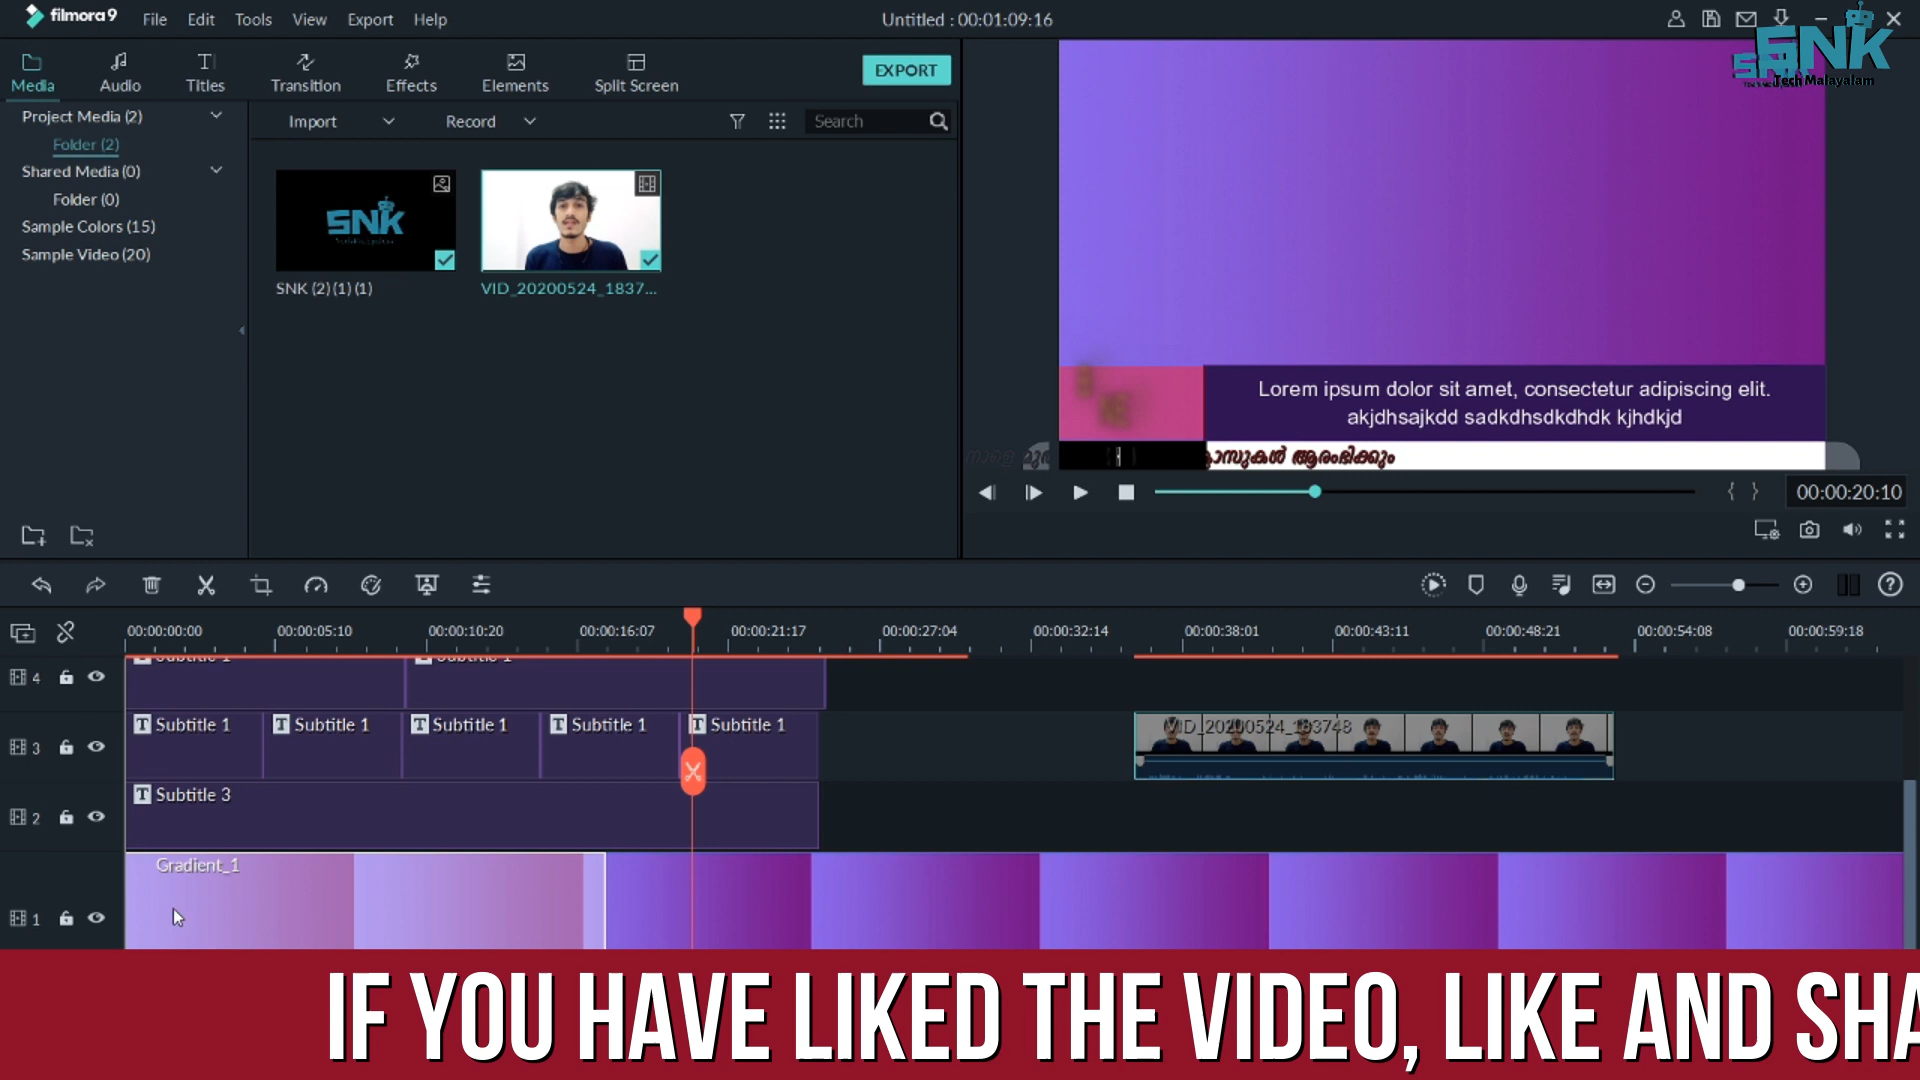 filmora9
File Edit Tools View Export Help
Untitled : 00:01:09:16
SNK
Tech Malayalam
Media Audio Titles Transition Effects Elements Split Screen
EXPORT
Project Media (2)
Folder (2)
Shared Media (0)
Folder (0)
Sample Colors (15)
Sample Video (20)
Import Record Search
SNK
SNK (2)(1)(1)
VID_20200524_1837...
Lorem ipsum dolor sit amet, consectetur adipiscing elit.
akjdhsajkdd sadkdhsdkdhdk kjhdkjd
നാളെ
ആരംഭിക്കും
00:00:20:10
00:00:00:00 00:00:05:10 00:00:10:20 00:00:16:07 00:00:21:17 00:00:27:04 00:00:32:14 00:00:38:01 00:00:43:11 00:00:48:21 00:00:54:08 00:00:59:18
4 Subtitle 1 Subtitle 1
3 Subtitle 1 Subtitle 1 Subtitle 1 Subtitle 1 Subtitle 1 VID_20200524_183748
2 Subtitle 3
Gradient_1
1
IF YOU HAVE LIKED THE VIDEO, LIKE AND SHA